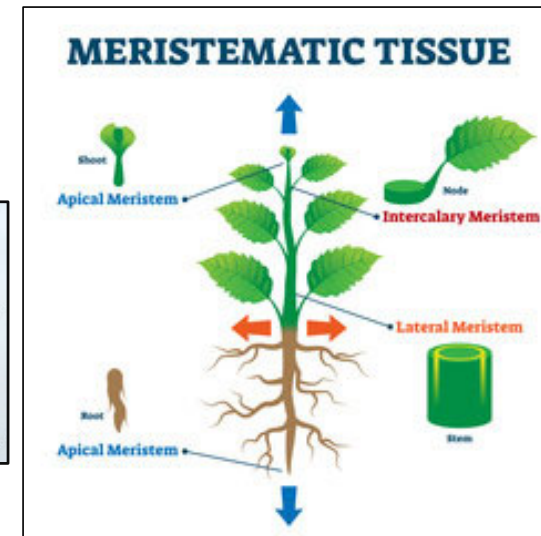 MERISTEMATIC TISSUE
Shoot
Apical Meristem
Node
Intercalary Meristem
Lateral Meristem
Root
Apical Meristem
Stem